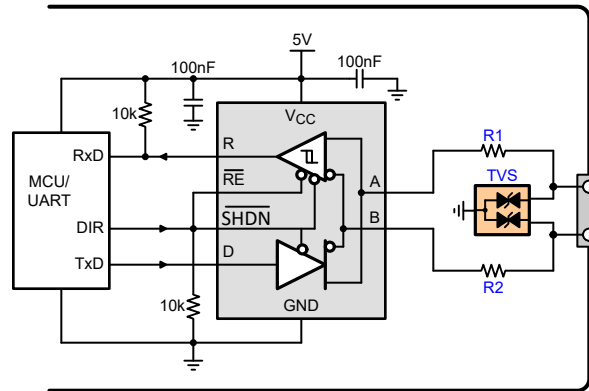 5V
100nF
100nF
10k
VCC
R
RxD
R1
MCU/
UART
RE
A
TVS
DIR
SHDN
B
TxD
D
R2
10k
GND